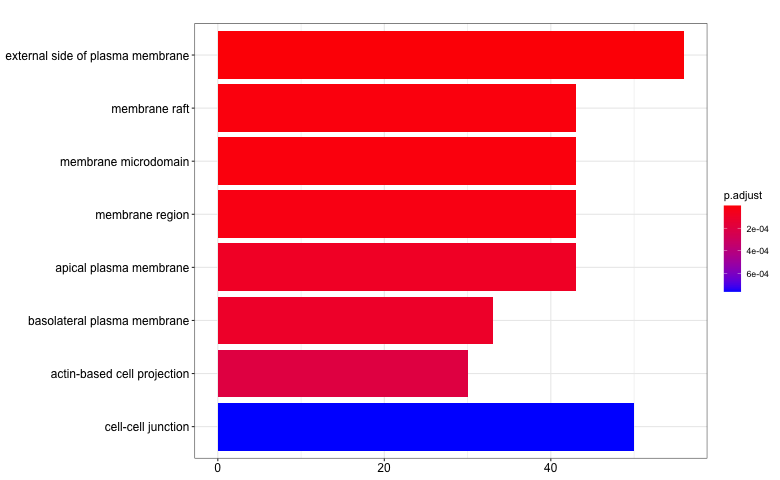 external side of plasma membrane
membrane raft
membrane microdomain
membrane region
apical plasma membrane
basolateral plasma membrane
actin-based cell projection
cell-cell junction
0 20 40
p.adjust
2e-04
4e-04
6e-04